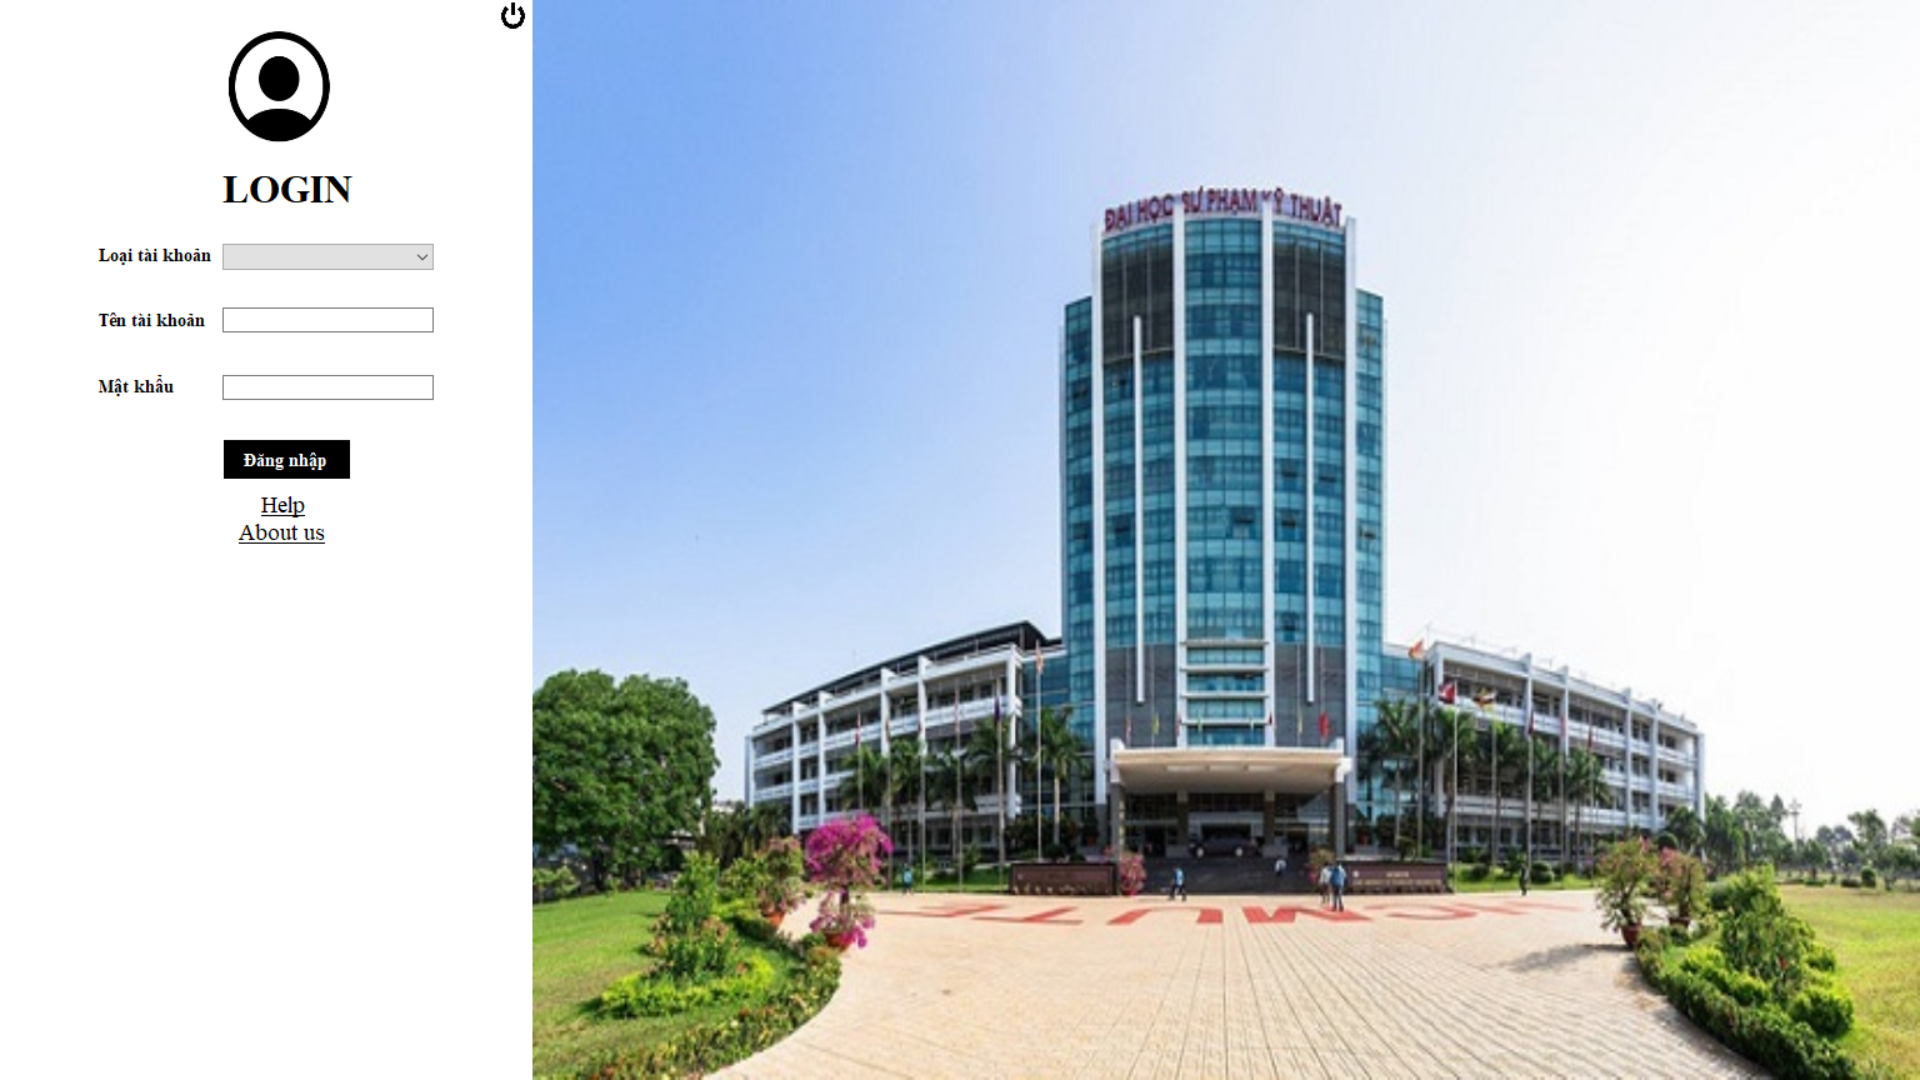 LOGIN
Loại tài khoản
Tên tài khoản
Mật khẩu
Đăng nhập
Help
About us
ĐẠI HỌC SƯ PHẠM KỸ THUẬT
HCMUTE